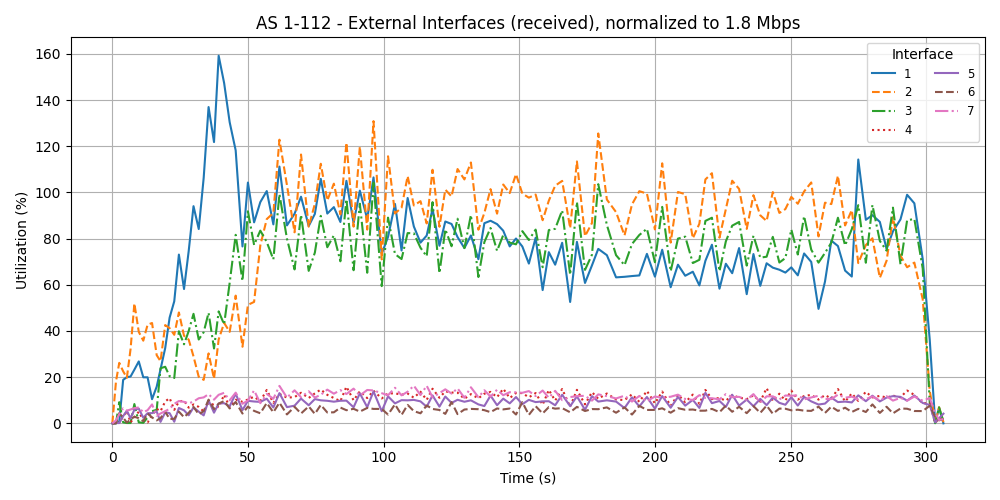 AS 1-112 - External Interfaces (received), normalized to 1.8 Mbps
Utilization (%)
160
140
120
100
80
60
40
20
0
0 50 100 150 200 250 300
Time (s)
Interface
1 5
2 6
3 7
4